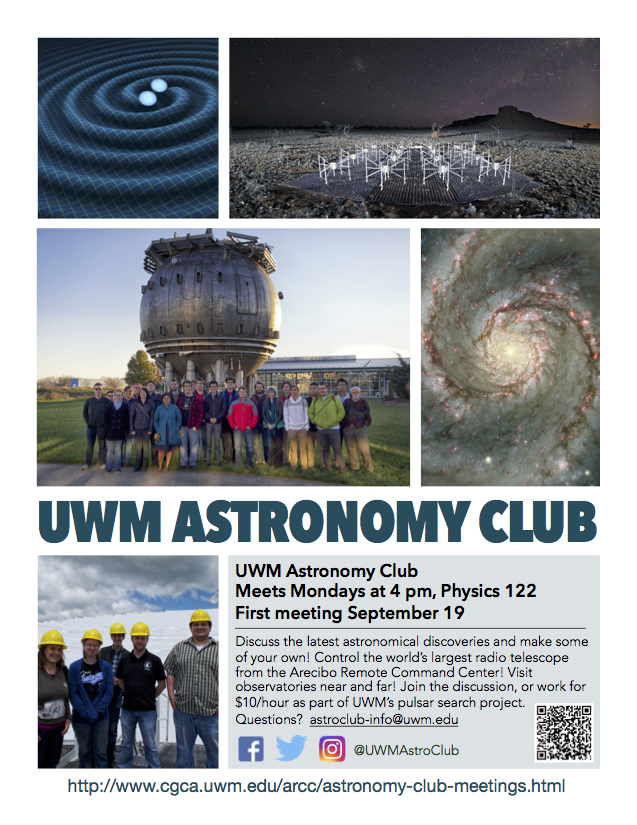 UWM ASTRONOMY CLUB
UWM Astronomy Club
Meets Mondays at 4 pm, Physics 122
First meeting September 19
Discuss the latest astronomical discoveries and make some
of your own! Control the world's largest radio telescope
from the Arecibo Remote Command Center! Visit
observatories near and far! Join the discussion, or work for
$10/hour as part of UWM's pulsar search project.
Questions? astroclub-info@uwm.edu
@UWMAstroClub
http://www.cgca.uwm.edu/arcc/astronomy-club-meetings.html